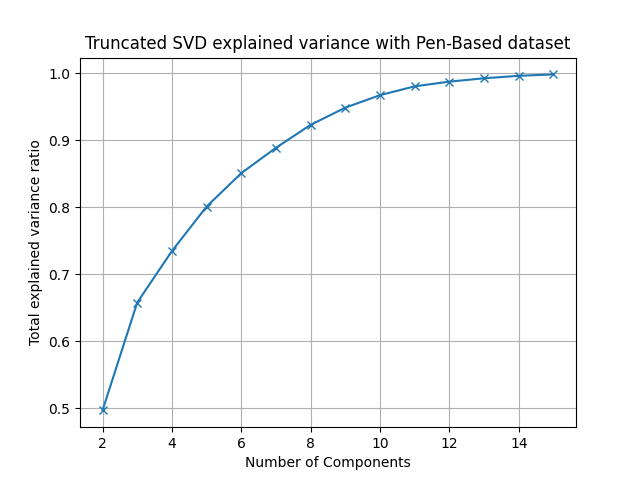 Truncated SVD explained variance with Pen-Based dataset
1.0
0.9
0.8
0.7
0.6
0.5
Total explained variance ratio
2 4 6 8 10 12 14
Number of Components